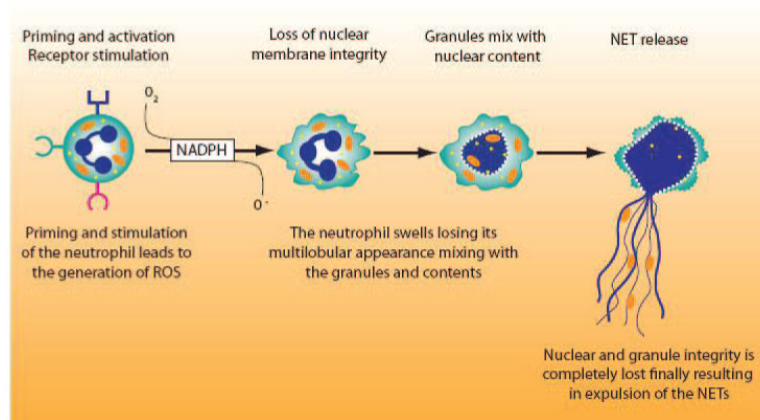 Priming and activation
Receptor stimulation
Loss of nuclear
membrane integrity
Granules mix with
nuclear content
NET release
O₂
NADPH
O⁻
Priming and stimulation
of the neutrophil leads to
the generation of ROS
The neutrophil swells losing its
multilobular appearance mixing with
the granules and contents
Nuclear and granule integrity is
completely lost finally resulting
in expulsion of the NETs